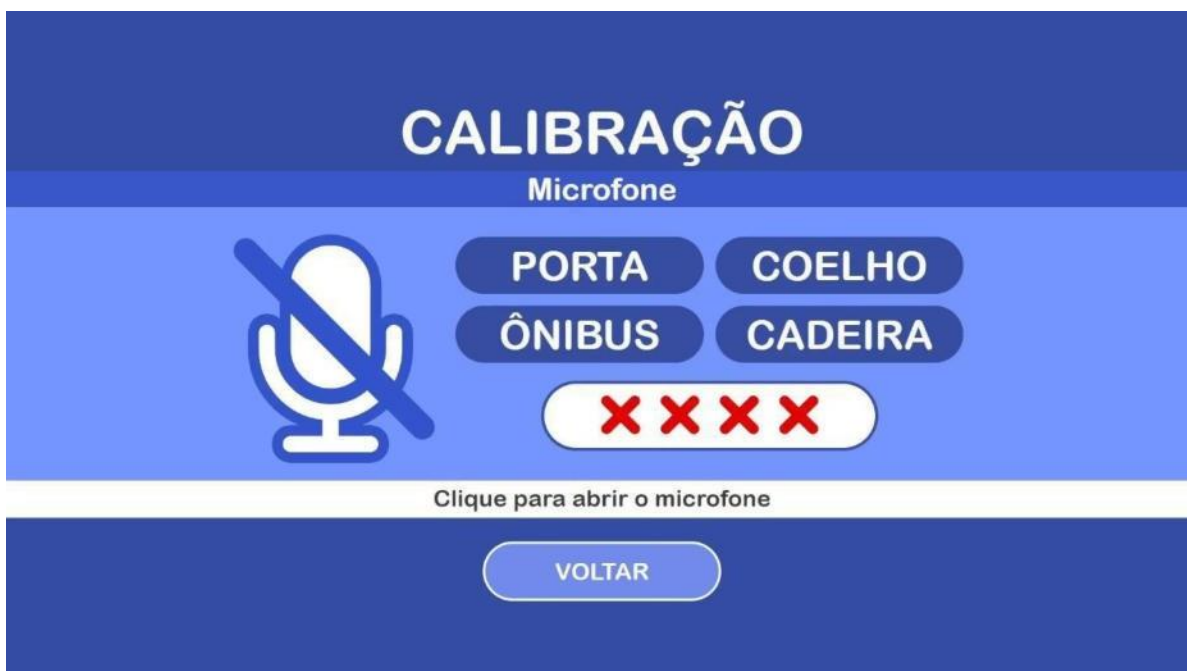 CALIBRAÇÃO
Microfone
PORTA COELHO
ÔNIBUS CADEIRA
Clique para abrir o microfone
VOLTAR